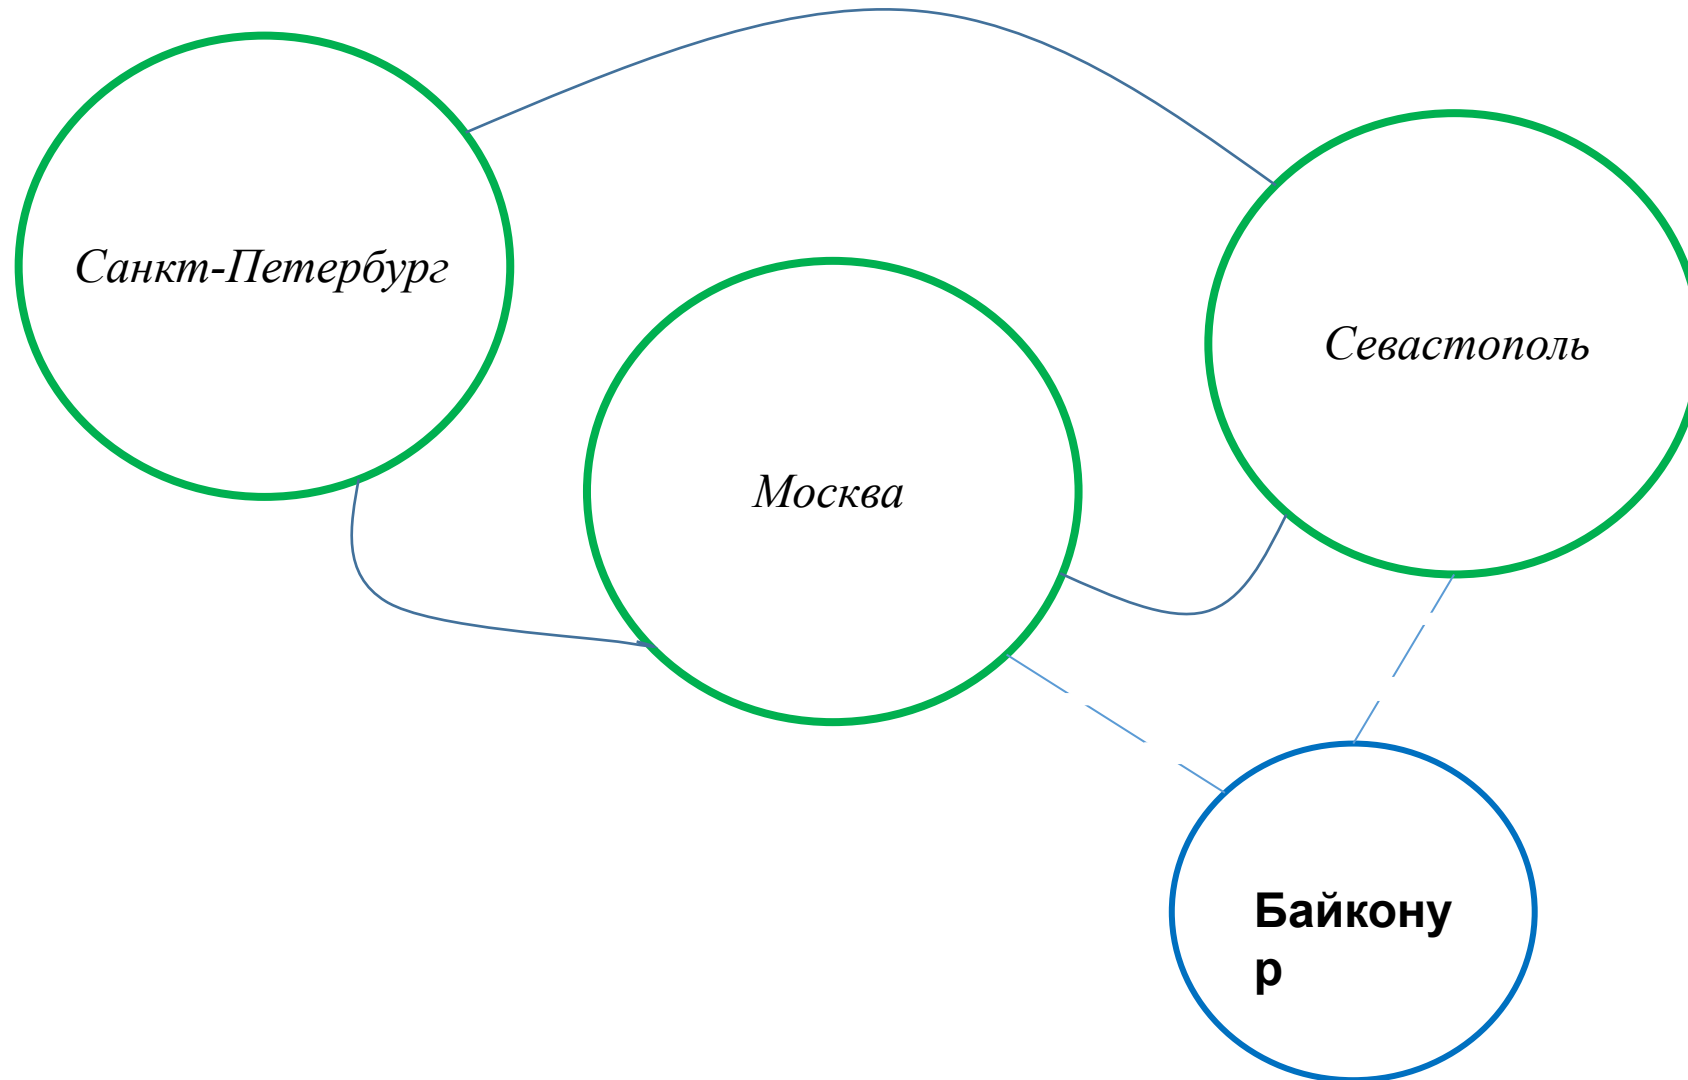 Санкт-Петербург
Севастополь
Москва
Байкону
р